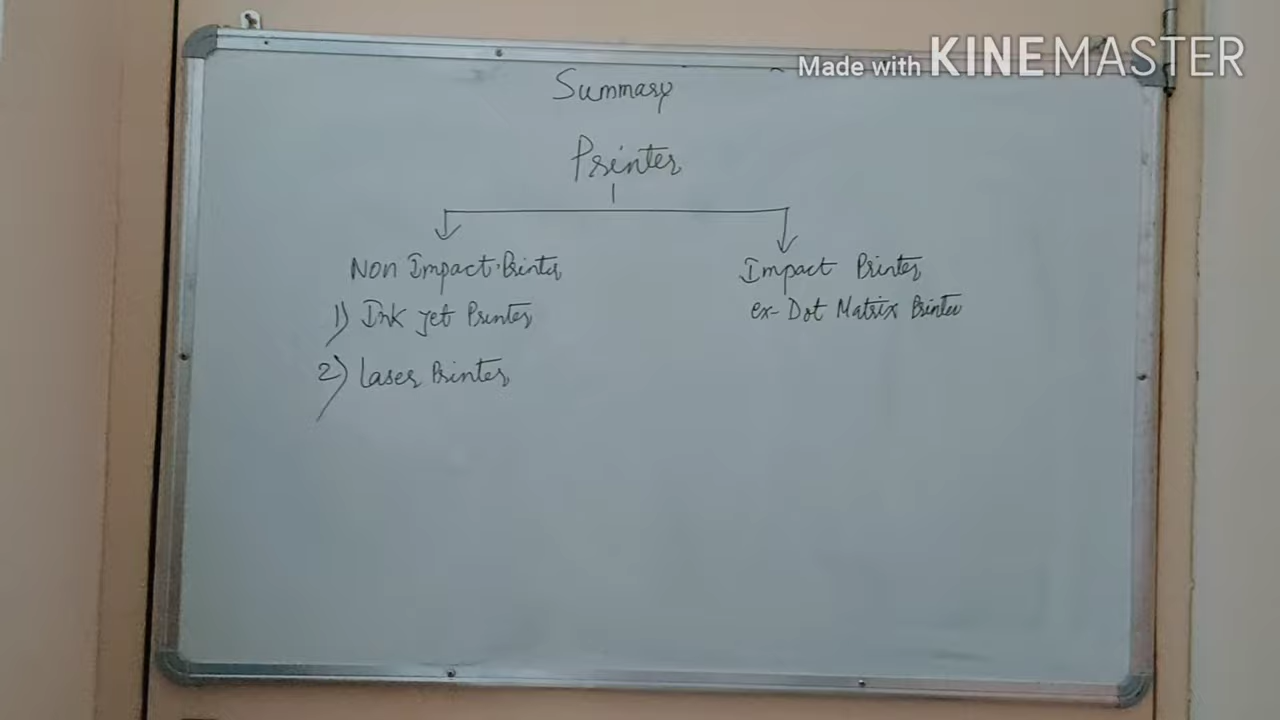 Made with KINEMASTER
Summary
Printer
Non Impact Printer
Impact Printer
1) Ink jet Printer
ex- Dot Matrix Printer
2) Laser Printer